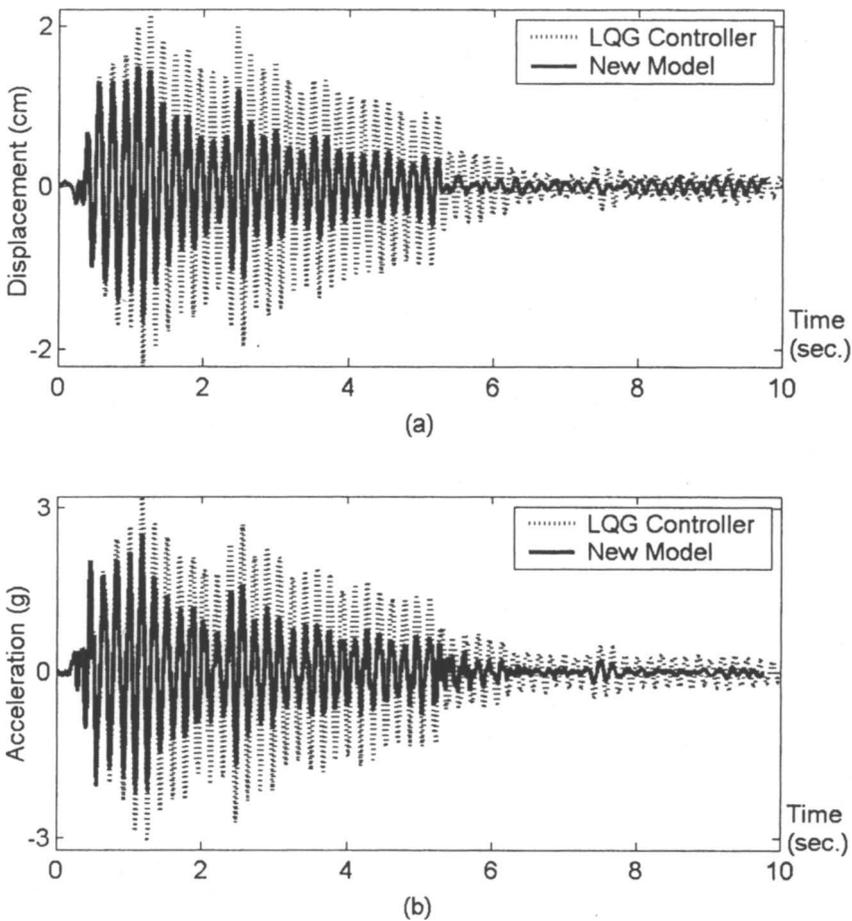 2
LQG Controller
New Model
Displacement (cm)
0
-2
Time
(sec.)
0
2
4
6
8
10
(a)
3
LQG Controller
New Model
Acceleration (g)
0
-3
Time
(sec.)
0
2
4
6
8
10
(b)